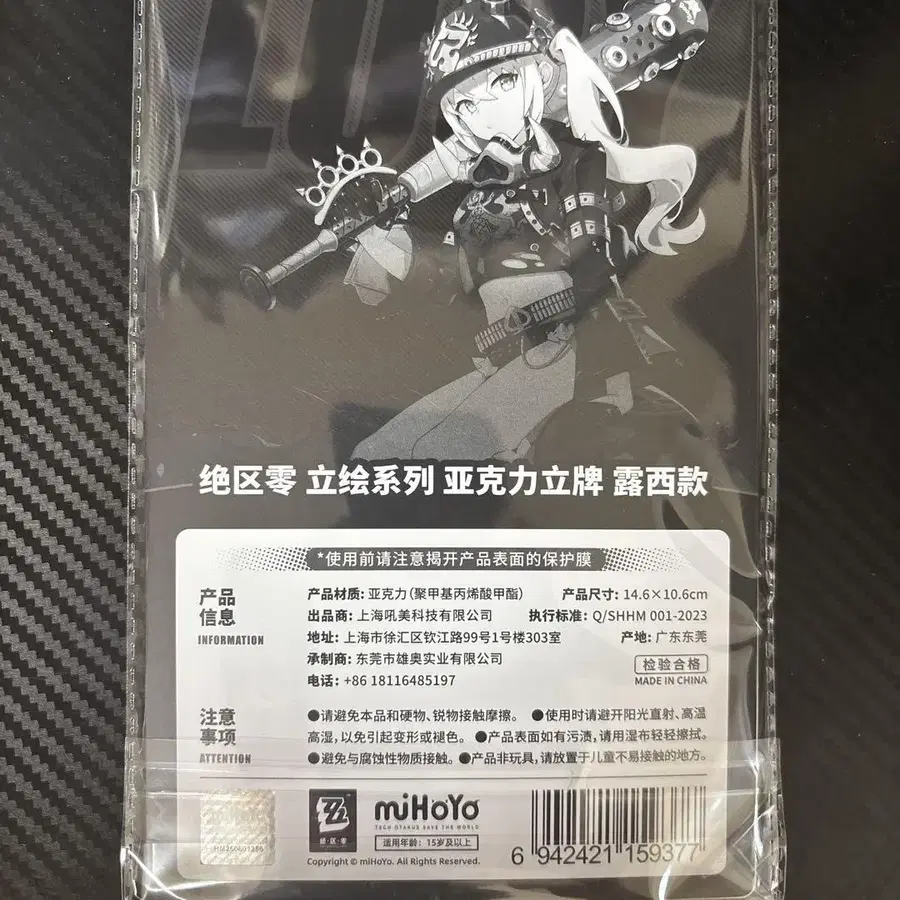 LUCY
绝区零 立绘系列 亚克力立牌 露西款
*使用前请注意揭开产品表面的保护膜
产品信息
INFORMATION
产品材质: 亚克力(聚甲基丙烯酸甲酯) 产品尺寸: 14.6×10.6cm
出品商: 上海吼美科技有限公司 执行标准: Q/SHHM 001-2023
地址: 上海市徐汇区钦江路99号1号楼303室 产地: 广东东莞
承制商: 东莞市雄奥实业有限公司 检验合格
电话: +86 18116485197 MADE IN CHINA
注意事项
ATTENTION
●请避免本品和硬物、锐物接触摩擦。 ●使用时请避开阳光直射、高温
高湿,以免引起变形或褪色。 ●产品表面如有污渍,请用湿布轻轻擦拭。
●避免与腐蚀性物质接触。 ●产品非玩具,请放置于儿童不易接触的地方。
绝·区·零
miHoYo
TECH OTAKUS SAVE THE WORLD
适用年龄: 15岁及以上
Copyright © miHoYo. All Rights Reserved.
6 942421 159377